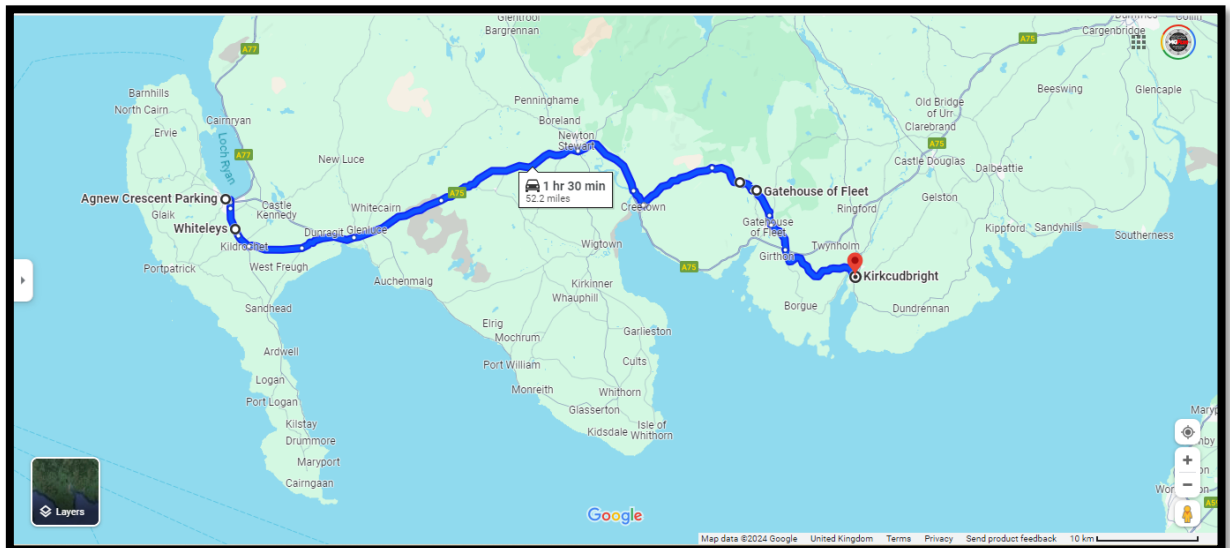 Glentrool
Bargrennan
A77
A75
Dumfries
Collin
Cargenbridge
Barnhills
North Cairn
Ervie
Cairnryan
Loch Ryan
A77
Penninghame
Boreland
Newton
Stewart
New Luce
Beeswing
Glencaple
Old Bridge
of Urr
Clarebrand
A75
Castle Douglas
Dalbeattie
Agnew Crescent Parking
Glaik
Castle
Kennedy
Whitecairn
A75
1 hr 30 min
52.2 miles
Creetown
Gatehouse of Fleet
Gelston
Ringford
Whiteleys
Kildrochet
Dunragit
Glenluce
Wigtown
Gatehouse
of Fleet
Twynholm
Kippford
Sandyhills
Southerness
Girthon
Portpatrick
West Freugh
Auchenmalg
A75
Kirkcudbright
Kirkinner
Whauphill
Borgue
Dundrennan
Sandhead
Elrig
Mochrum
Garlieston
Ardwell
Port William
Cults
Logan
Monreith
Whithorn
Port Logan
Glasserton
Kilstay
Kidsdale
Isle of
Whithorn
Drummore
Maryport
Cairngaan
Layers
Google
Map data ©2024 Google United Kingdom Terms Privacy Send product feedback 10 km